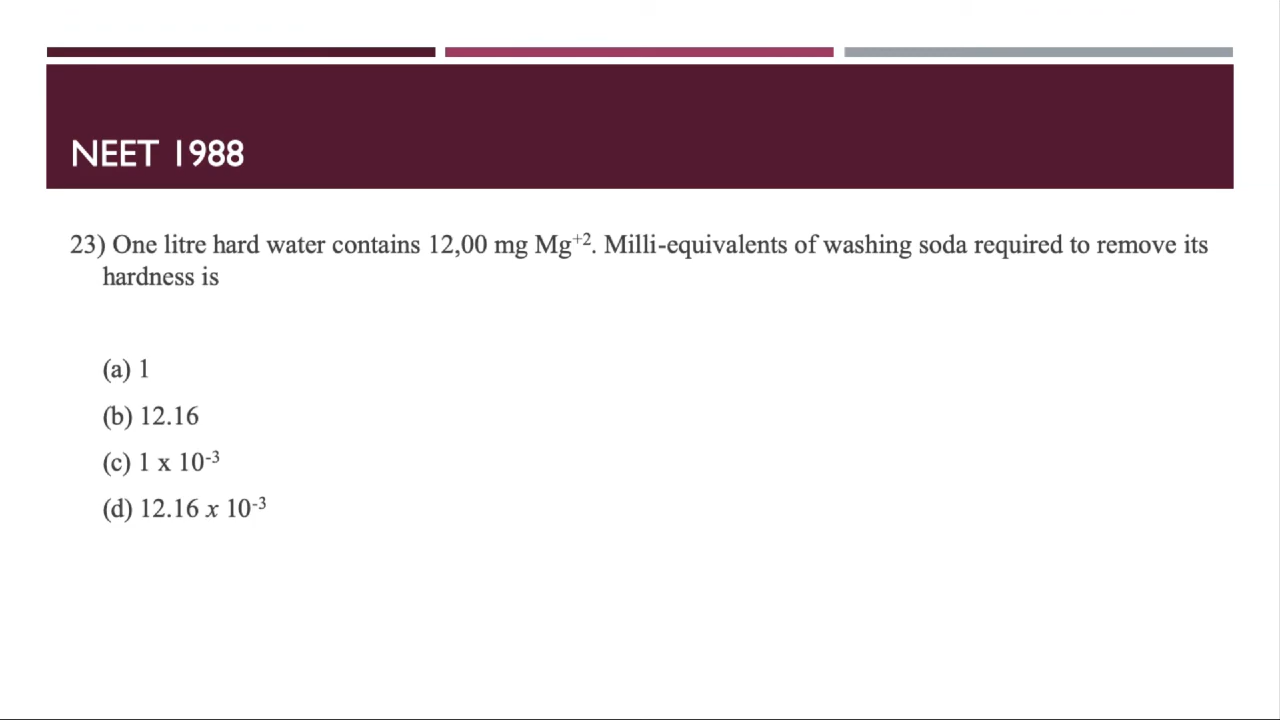 NEET 1988
23) One litre hard water contains 12,00 mg Mg⁺². Milli-equivalents of washing soda required to remove its
hardness is
(a) 1
(b) 12.16
(c) 1 x 10⁻³
(d) 12.16 x 10⁻³